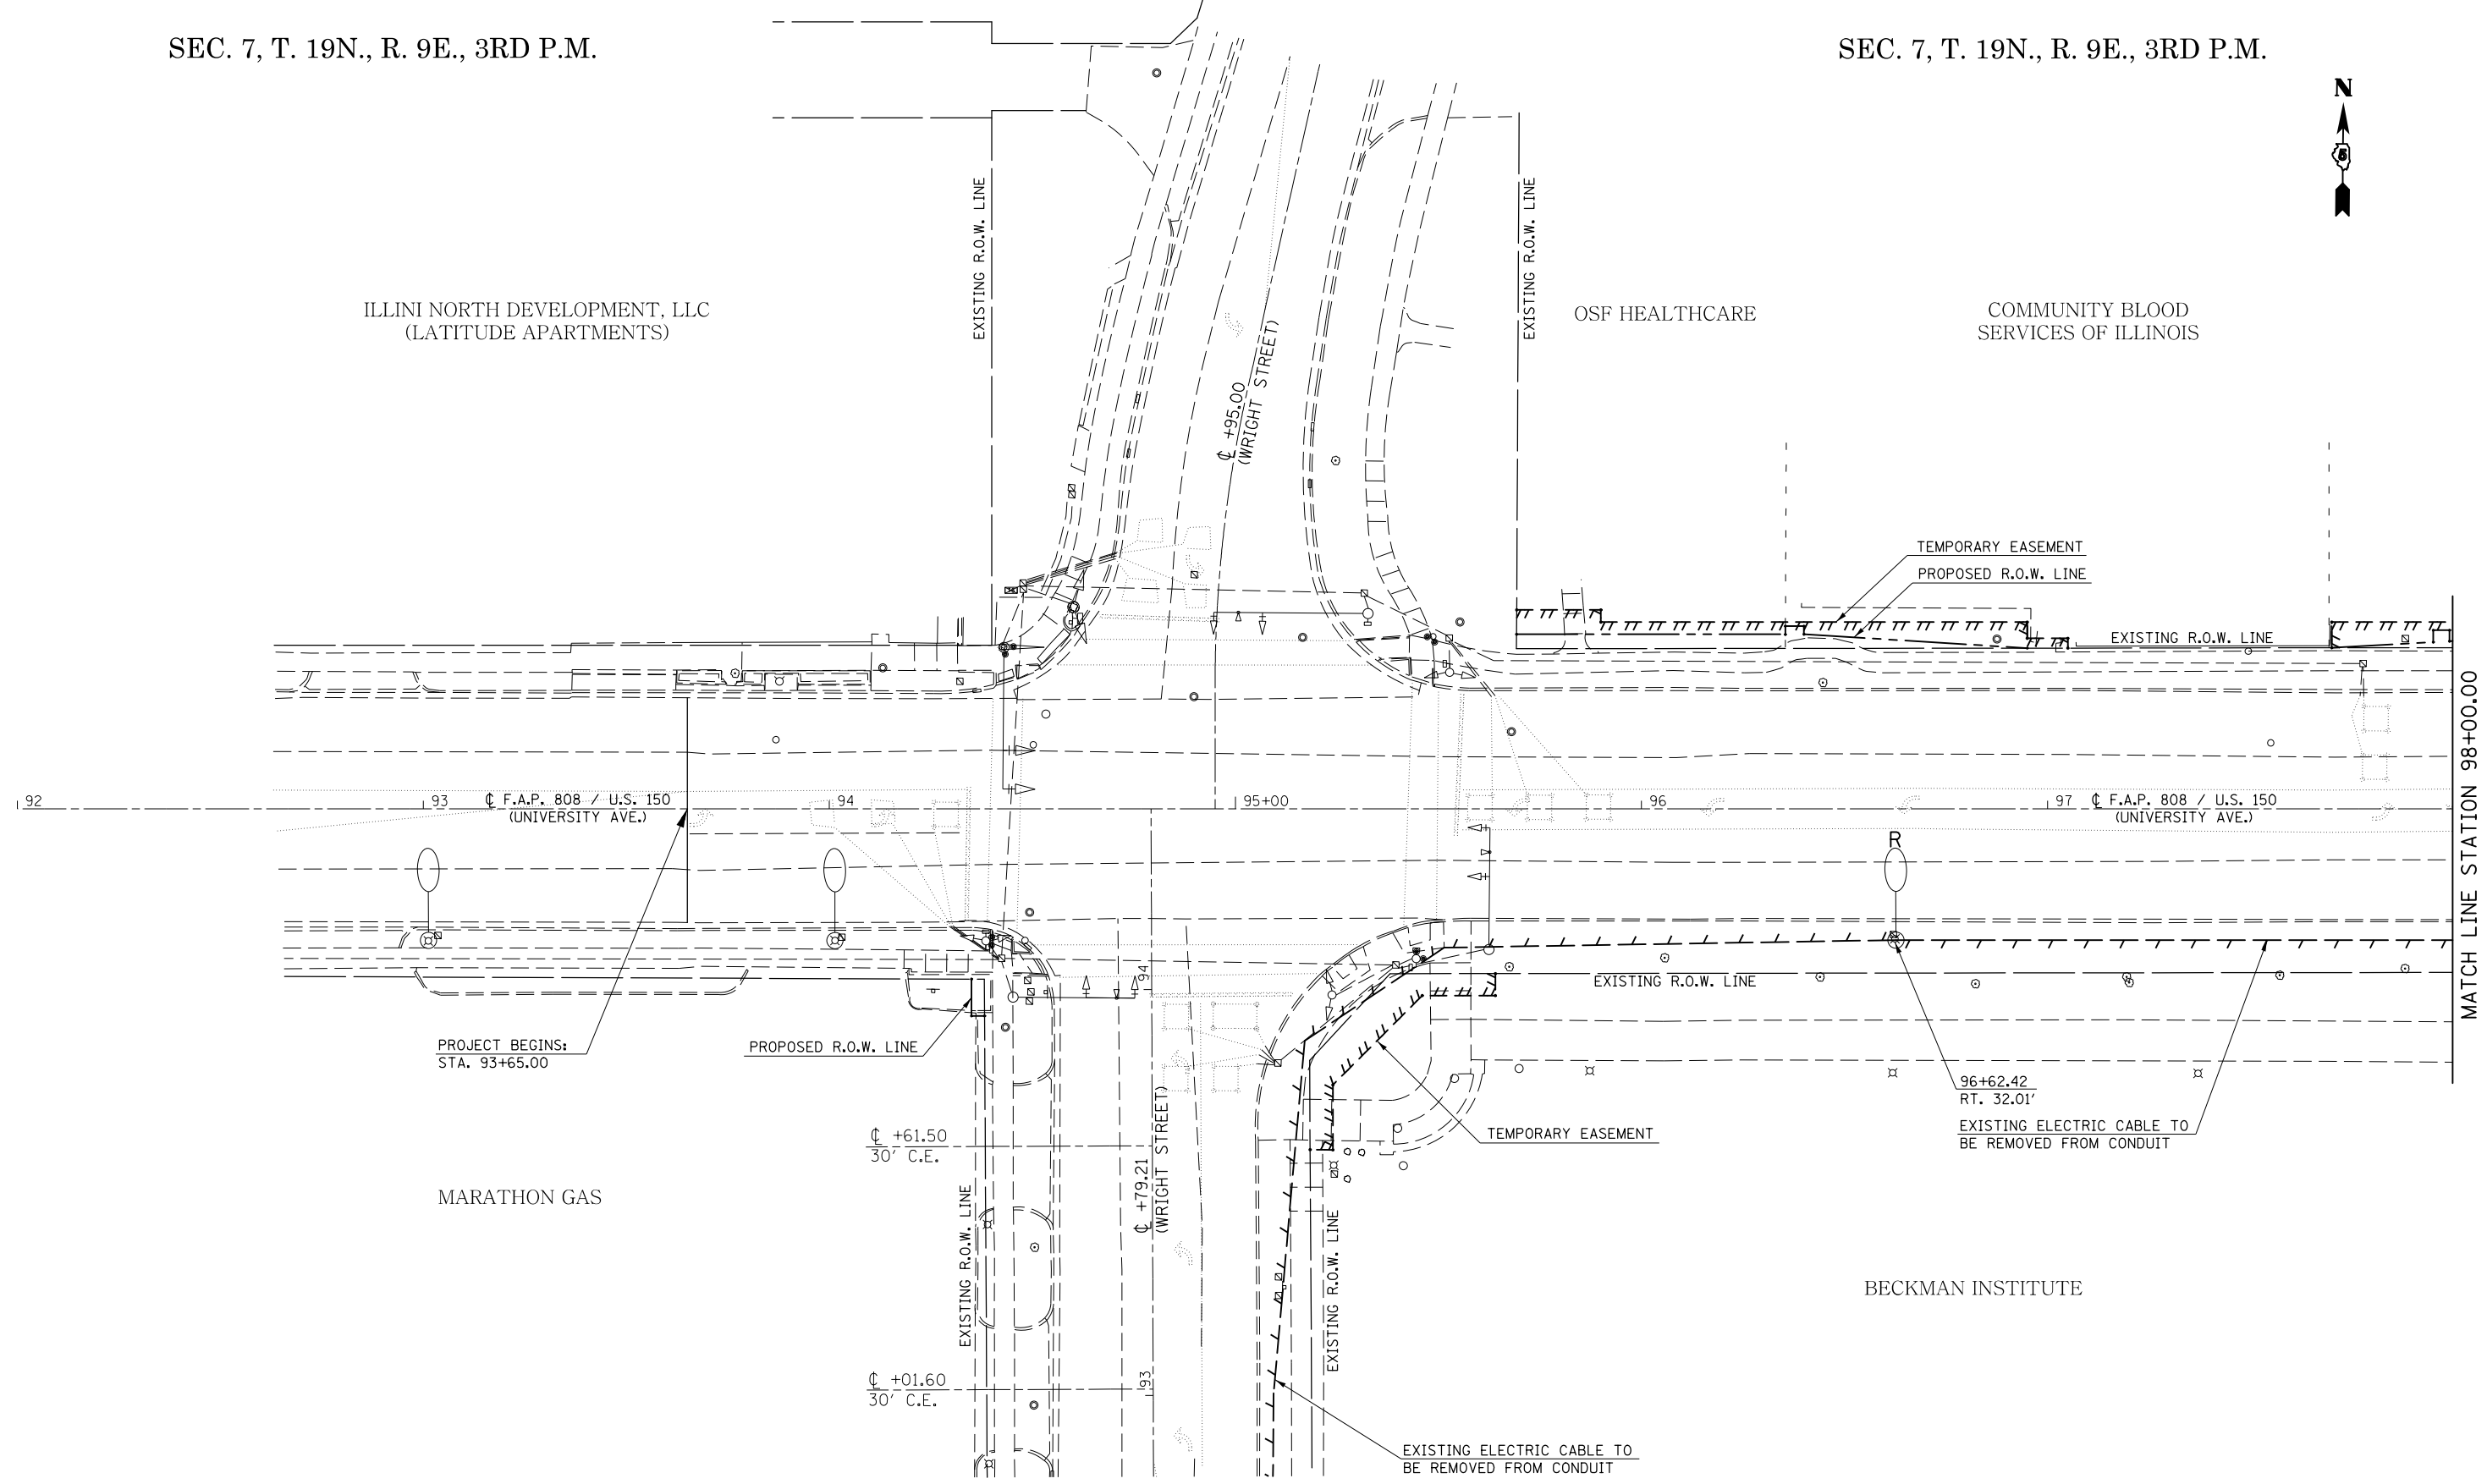 SEC. 7, T. 19N., R. 9E., 3RD P.M.
SEC. 7, T. 19N., R. 9E., 3RD P.M.
N
5
EXISTING R.O.W. LINE
EXISTING R.O.W. LINE
ILLINI NORTH DEVELOPMENT, LLC
(LATITUDE APARTMENTS)
OSF HEALTHCARE
COMMUNITY BLOOD
SERVICES OF ILLINOIS
℄ +95.00
(WRIGHT STREET)
TEMPORARY EASEMENT
PROPOSED R.O.W. LINE
EXISTING R.O.W. LINE
MATCH LINE STATION 98+00.00
92
93
℄ F.A.P. 808 / U.S. 150
(UNIVERSITY AVE.)
94
95+00
96
97
℄ F.A.P. 808 / U.S. 150
(UNIVERSITY AVE.)
R
94
EXISTING R.O.W. LINE
PROJECT BEGINS:
STA. 93+65.00
PROPOSED R.O.W. LINE
96+62.42
RT. 32.01'
EXISTING ELECTRIC CABLE TO
BE REMOVED FROM CONDUIT
℄ +61.50
30' C.E.
TEMPORARY EASEMENT
℄ +79.21
(WRIGHT STREET)
MARATHON GAS
EXISTING R.O.W. LINE
EXISTING R.O.W. LINE
BECKMAN INSTITUTE
℄ +01.60
30' C.E.
93
EXISTING ELECTRIC CABLE TO
BE REMOVED FROM CONDUIT